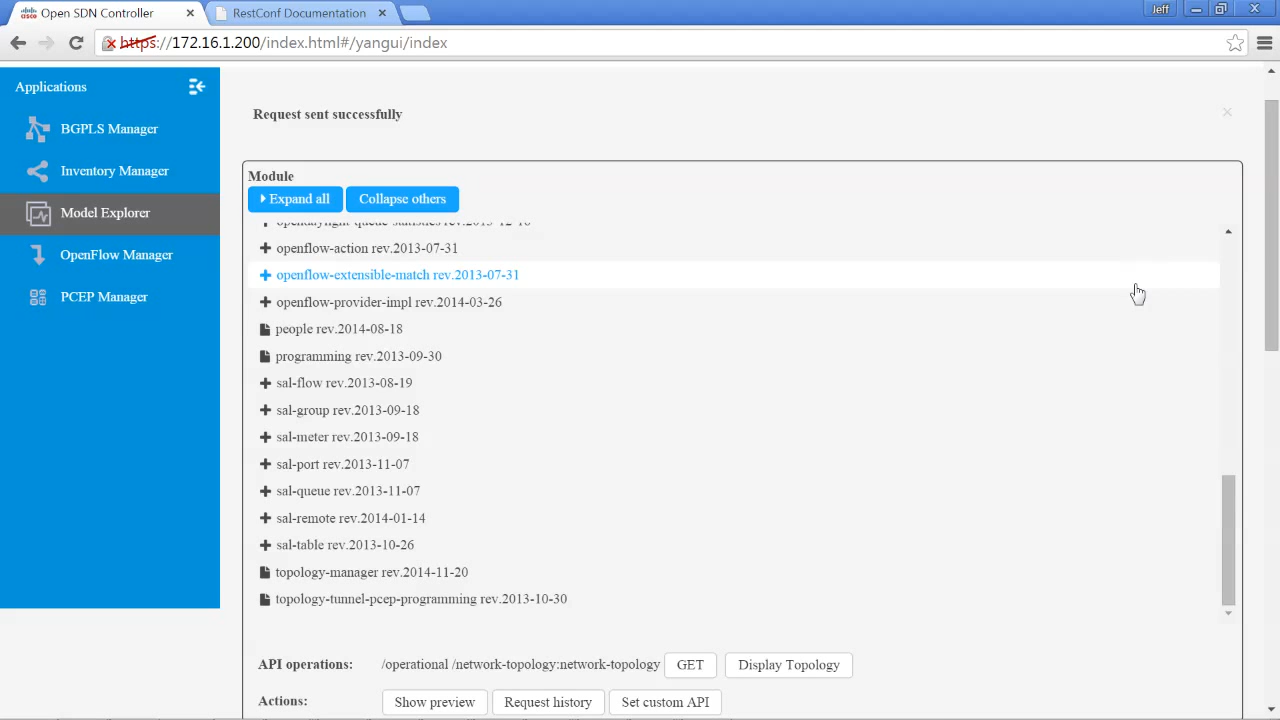 Open SDN Controller
RestConf Documentation
Jeff
https://172.16.1.200/index.html#/yangui/index
Applications
BGPLS Manager
Inventory Manager
Model Explorer
OpenFlow Manager
PCEP Manager
Request sent successfully
Module
Expand all
Collapse others
openflow-action rev.2013-07-31
openflow-extensible-match rev.2013-07-31
openflow-provider-impl rev.2014-03-26
people rev.2014-08-18
programming rev.2013-09-30
sal-flow rev.2013-08-19
sal-group rev.2013-09-18
sal-meter rev.2013-09-18
sal-port rev.2013-11-07
sal-queue rev.2013-11-07
sal-remote rev.2014-01-14
sal-table rev.2013-10-26
topology-manager rev.2014-11-20
topology-tunnel-pcep-programming rev.2013-10-30
API operations: /operational /network-topology:network-topology GET Display Topology
Actions: Show preview Request history Set custom API